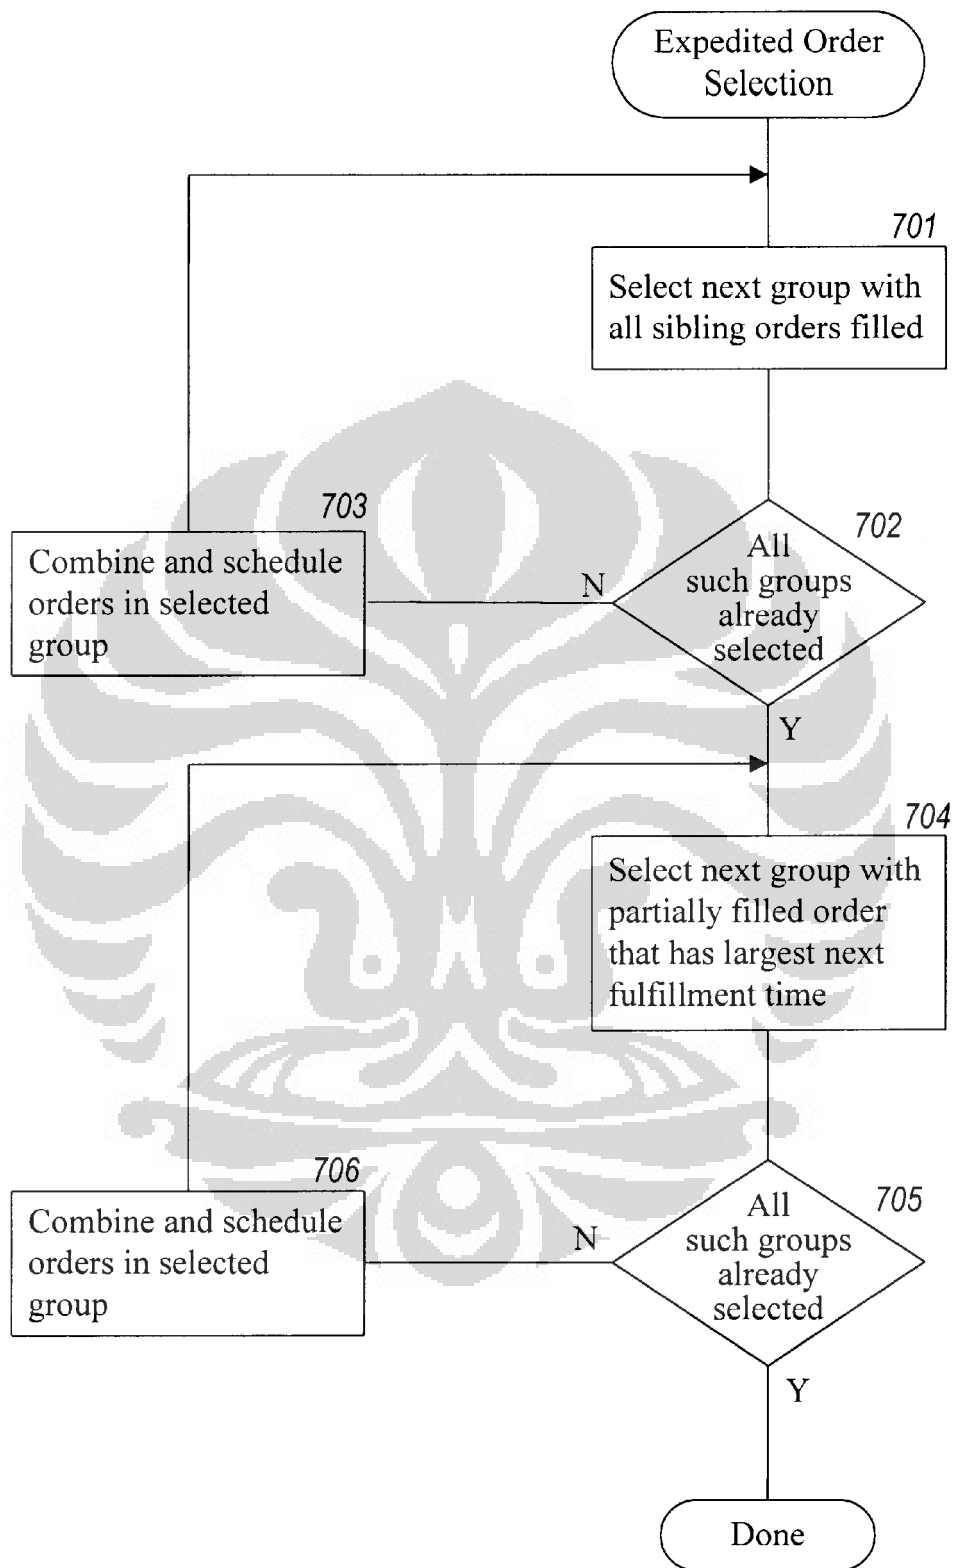 Expedited Order
Selection
701
Select next group with
all sibling orders filled
702
All
such groups
already
selected
N
Y
703
Combine and schedule
orders in selected
group
704
Select next group with
partially filled order
that has largest next
fulfillment time
705
All
such groups
already
selected
N
Y
706
Combine and schedule
orders in selected
group
Done